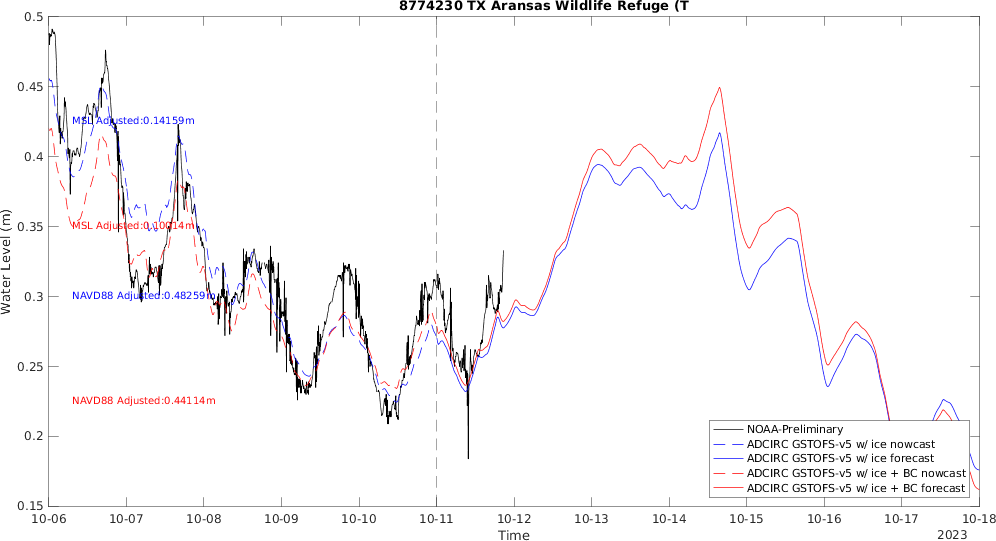 8774230 TX Aransas Wildlife Refuge (T
0.5
0.45
MSL Adjusted:0.14159m
0.4
0.35
MSL Adjusted:0.10014m
Water Level (m)
0.3
NAVD88 Adjusted:0.48259m
0.25
NAVD88 Adjusted:0.44114m
0.2
0.15
NOAA-Preliminary
ADCIRC GSTOFS-v5 w/ ice nowcast
ADCIRC GSTOFS-v5 w/ ice forecast
ADCIRC GSTOFS-v5 w/ ice + BC nowcast
ADCIRC GSTOFS-v5 w/ ice + BC forecast
10-06 10-07 10-08 10-09 10-10 10-11 10-12 10-13 10-14 10-15 10-16 10-17 10-18
Time
2023